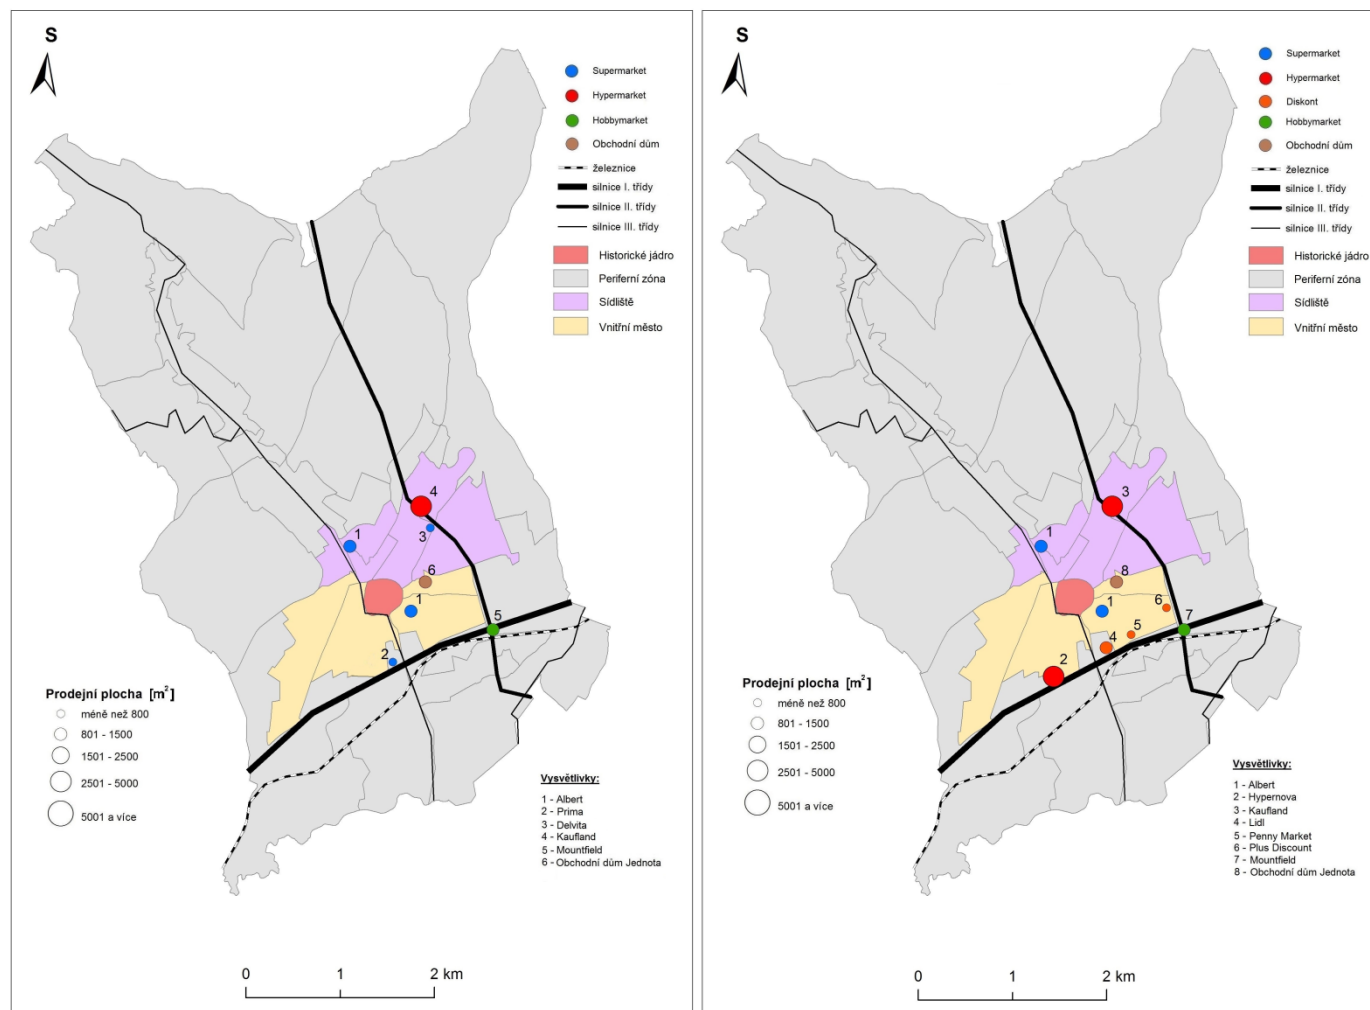 S
Supermarket
Hypermarket
Hobbymarket
Obchodní dům
železnice
silnice I. třídy
silnice II. třídy
silnice III. třídy
Historické jádro
Periferní zóna
Sídliště
Vnitřní město
4
3
1
6
1
5
2
Prodejní plocha [m²]
méně než 800
801 - 1500
1501 - 2500
2501 - 5000
5001 a více
Vysvětlivky:
1 - Albert
2 - Prima
3 - Delvita
4 - Kaufland
5 - Mountfield
6 - Obchodní dům Jednota
0 1 2 km
S
Supermarket
Hypermarket
Diskont
Hobbymarket
Obchodní dům
železnice
silnice I. třídy
silnice II. třídy
silnice III. třídy
Historické jádro
Periferní zóna
Sídliště
Vnitřní město
3
1
8
1
6
7
5
4
2
Prodejní plocha [m²]
méně než 800
801 - 1500
1501 - 2500
2501 - 5000
5001 a více
Vysvětlivky:
1 - Albert
2 - Hypernova
3 - Kaufland
4 - Lidl
5 - Penny Market
6 - Plus Discount
7 - Mountfield
8 - Obchodní dům Jednota
0 1 2 km